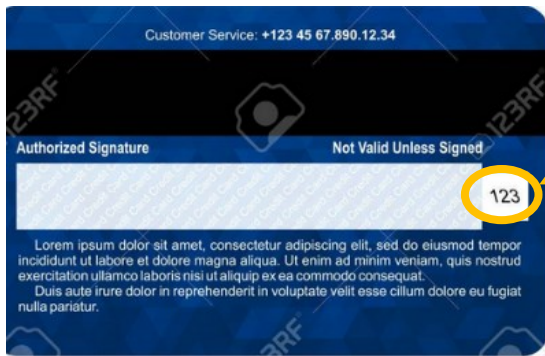 Customer Service: +123 45 67.890.12.34
Authorized Signature Not Valid Unless Signed
123
Lorem ipsum dolor sit amet, consectetur adipiscing elit, sed do eiusmod tempor
incididunt ut labore et dolore magna aliqua. Ut enim ad minim veniam, quis nostrud
exercitation ullamco laboris nisi ut aliquip ex ea commodo consequat.
Duis aute irure dolor in reprehenderit in voluptate velit esse cillum dolore eu fugiat
nulla pariatur.
123RF
123RF
123RF